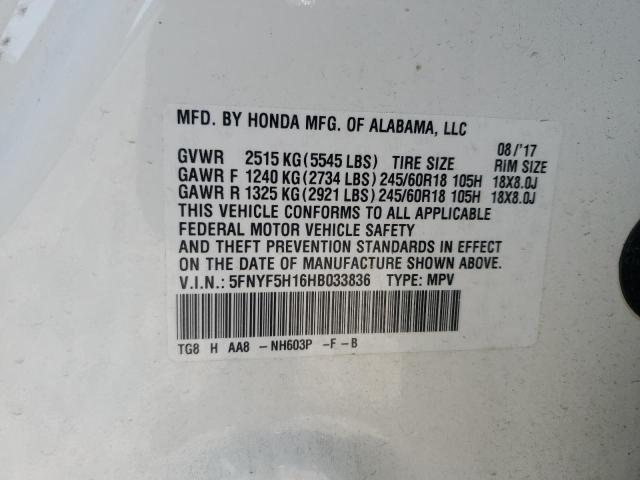 MFD. BY HONDA MFG. OF ALABAMA, LLC
08/'17
GVWR 2515 KG (5545 LBS) TIRE SIZE RIM SIZE
GAWR F 1240 KG (2734 LBS) 245/60R18 105H 18X8.0J
GAWR R 1325 KG (2921 LBS) 245/60R18 105H 18X8.0J
THIS VEHICLE CONFORMS TO ALL APPLICABLE
FEDERAL MOTOR VEHICLE SAFETY
AND THEFT PREVENTION STANDARDS IN EFFECT
ON THE DATE OF MANUFACTURE SHOWN ABOVE.
V.I.N.: 5FNYF5H16HB033836 TYPE: MPV
TG8 H AA8 -NH603P -F -B